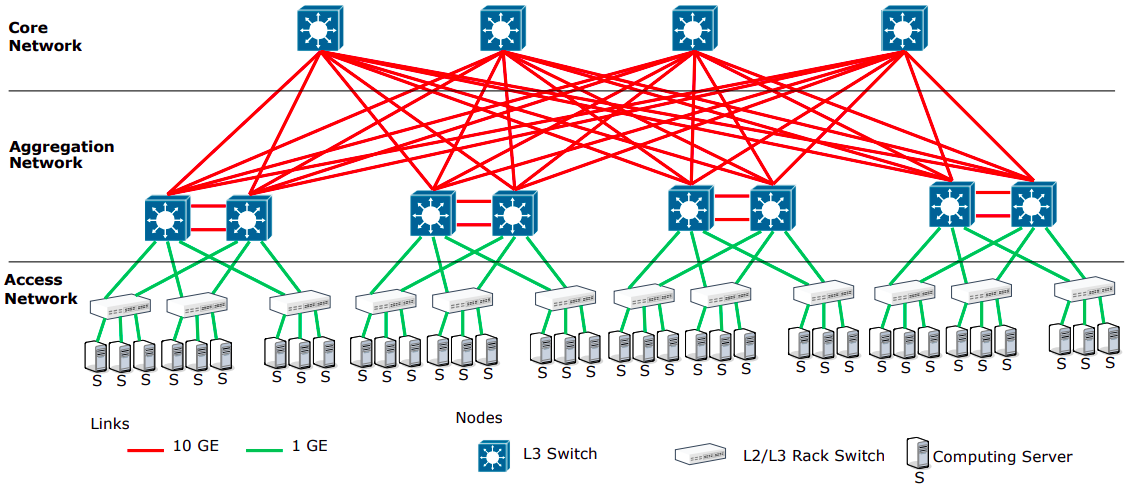 Core
Network
Aggregation
Network
Access
Network
S S S S S S S S S S S S S S S S S S S S S S S S S S S S S S S S S S S S
Links
Nodes
10 GE
1 GE
L3 Switch
L2/L3 Rack Switch
Computing Server
S